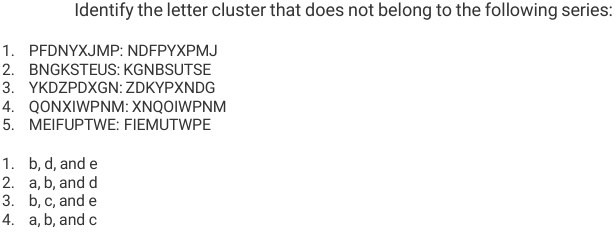 Identify the letter cluster that does not belong to the following series:
1. PFDNYXJMP: NDFPYXPMJ
2. BNGKSTEUS: KGNBSUTSE
3. YKDZPDXGN: ZDKYPXNDG
4. QONXIWPNM: XNQOIWPNM
5. MEIFUPTWE: FIEMUTWPE
1. b, d, and e
2. a, b, and d
3. b, c, and e
4. a, b, and c